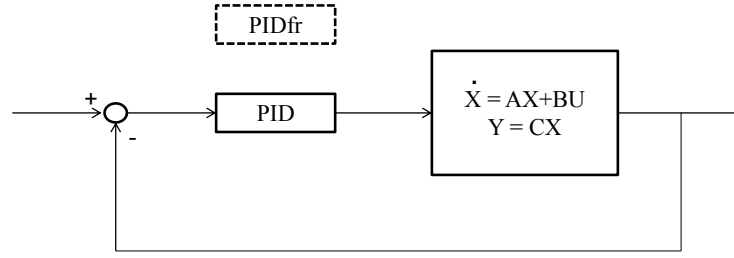 PIDfr
+
PID
Ẋ = AX+BU
Y = CX
-